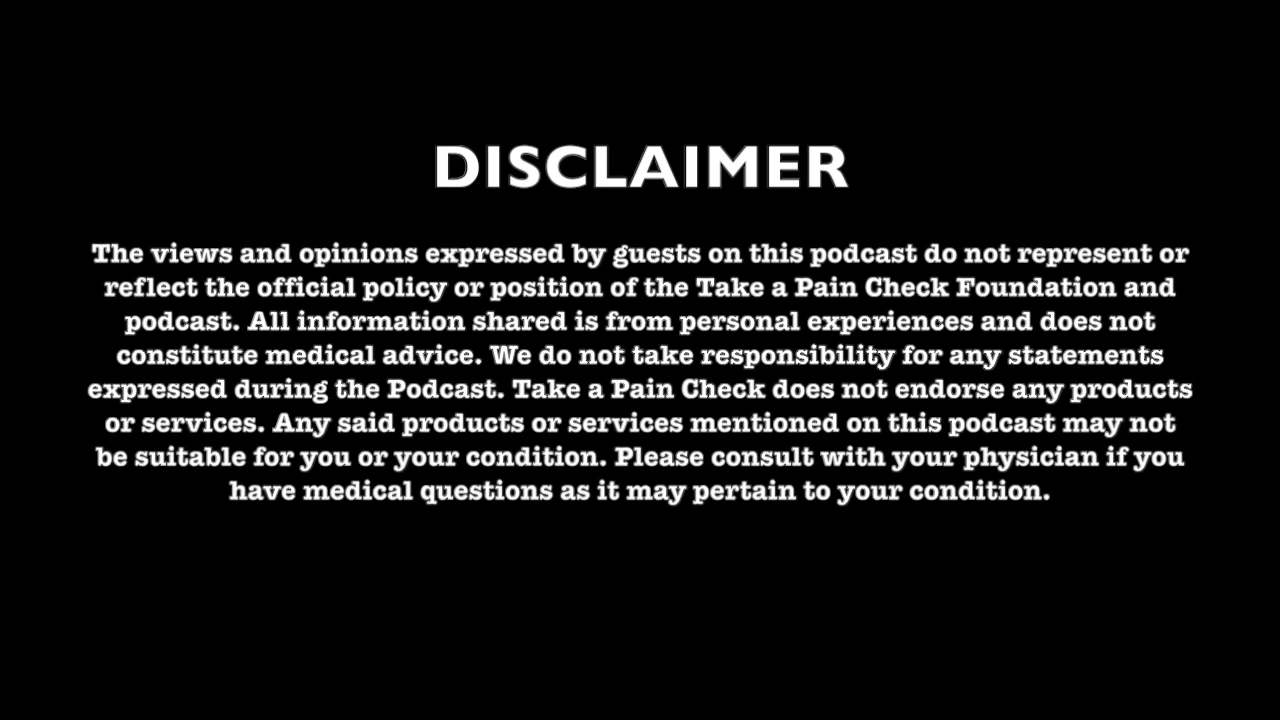 DISCLAIMER
The views and opinions expressed by guests on this podcast do not represent or
reflect the official policy or position of the Take a Pain Check Foundation and
podcast. All information shared is from personal experiences and does not
constitute medical advice. We do not take responsibility for any statements
expressed during the Podcast. Take a Pain Check does not endorse any products
or services. Any said products or services mentioned on this podcast may not
be suitable for you or your condition. Please consult with your physician if you
have medical questions as it may pertain to your condition.